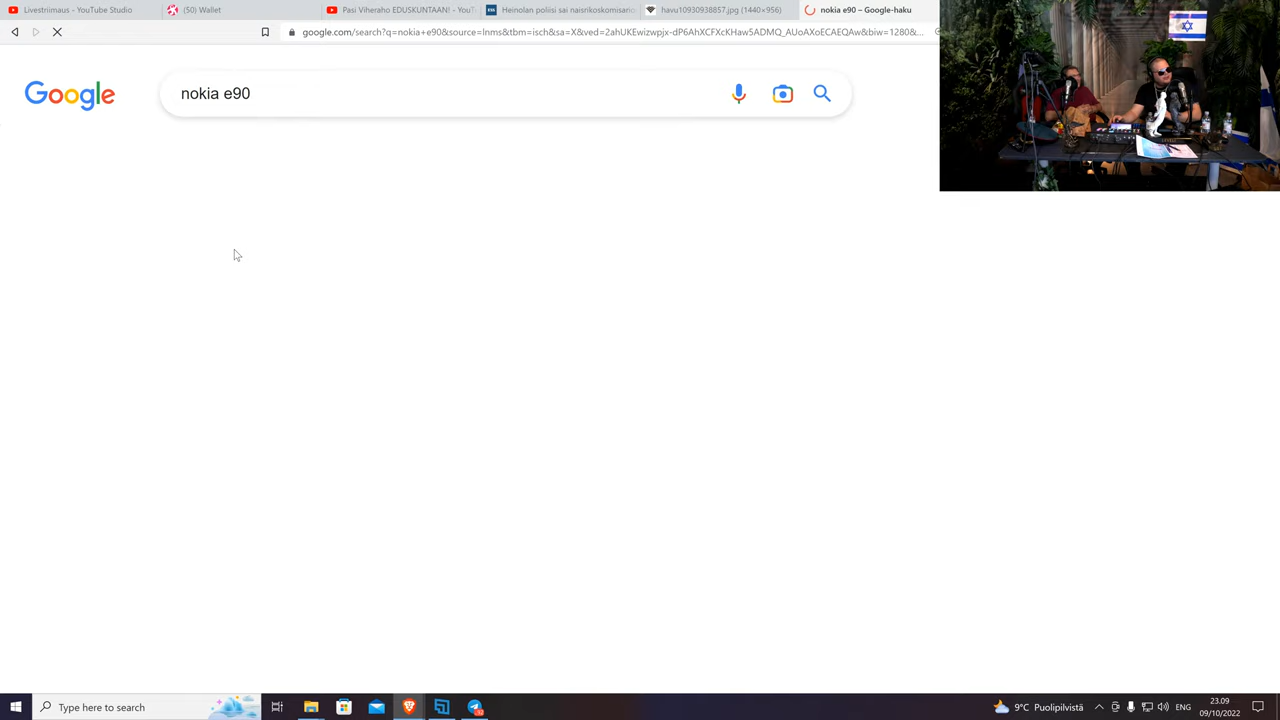 Livestriimaus - YouTube Studio
(50) Wallet
Pasi Viheraho EDUSKUNTAAN! - YouT
Heinolan poliisi sai naisrikoskomisario
havu10930938857.jpg (1440×956)
nokia e90 – Google-haku
google.com/search?q=nokia+e90&source=lnms&tbm=isch&sa=X&ved=2ahUKEwizwpjx-dP6AhXCFXcKHaw5ADMQ_AUoAXoECAEQAw&biw=1280&...
Google
nokia e90
Type here to search
9°C Puolipilvistä
ENG
23.09
09/10/2022